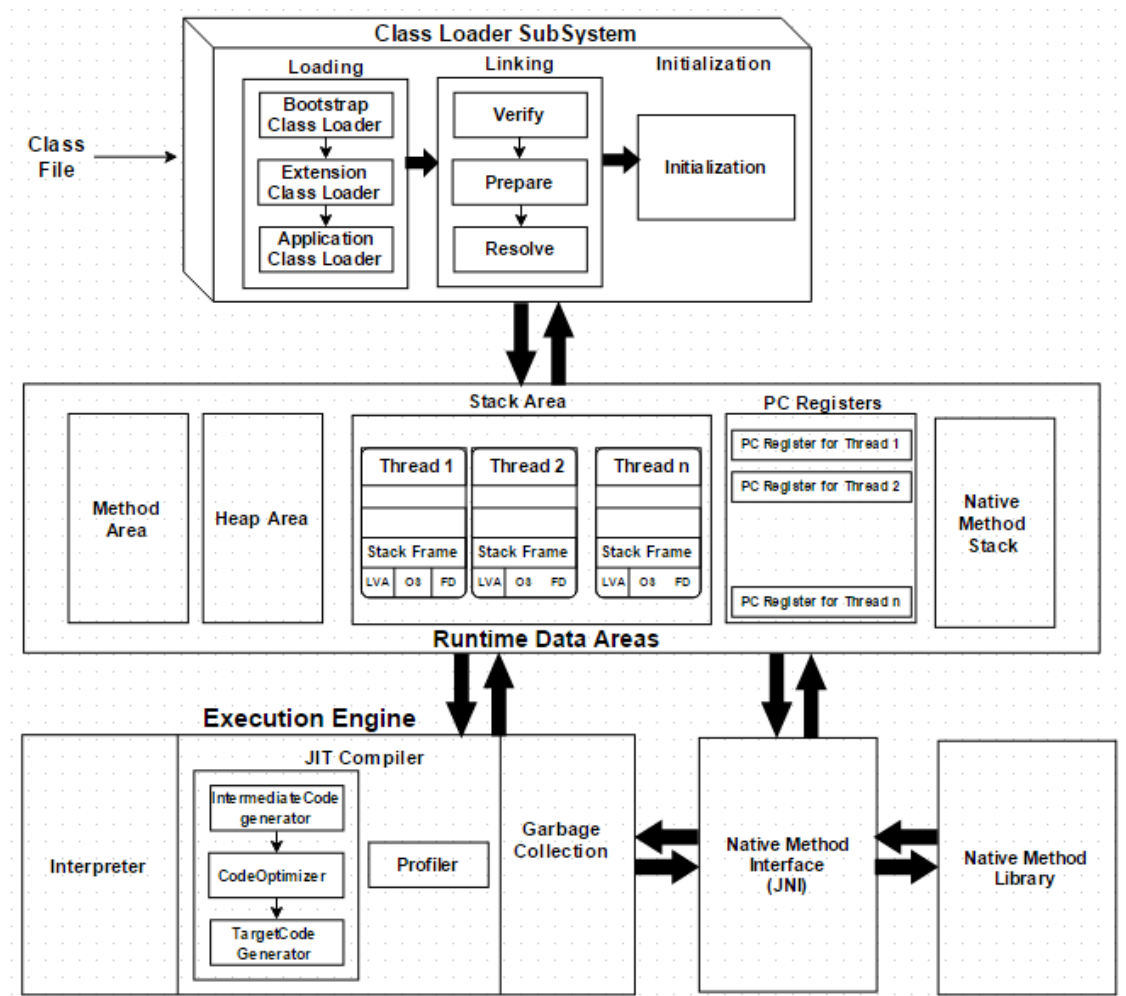 Class Loader SubSystem
Loading
Linking
Initialization
Bootstrap
Class Loader
Extension
Class Loader
Application
Class Loader
Verify
Prepare
Resolve
Initialization
Class
File
Stack Area
PC Registers
Method
Area
Heap Area
Thread 1
Stack Frame
LVA OS FD
Thread 2
Stack Frame
LVA OS FD
Thread n
Stack Frame
LVA OS FD
PC Register for Thread 1
PC Register for Thread 2
PC Register for Thread n
Native
Method
Stack
Runtime Data Areas
Execution Engine
Interpreter
JIT Compiler
IntermediateCode
generator
CodeOptimizer
TargetCode
Generator
Profiler
Garbage
Collection
Native Method
Interface
(JNI)
Native Method
Library